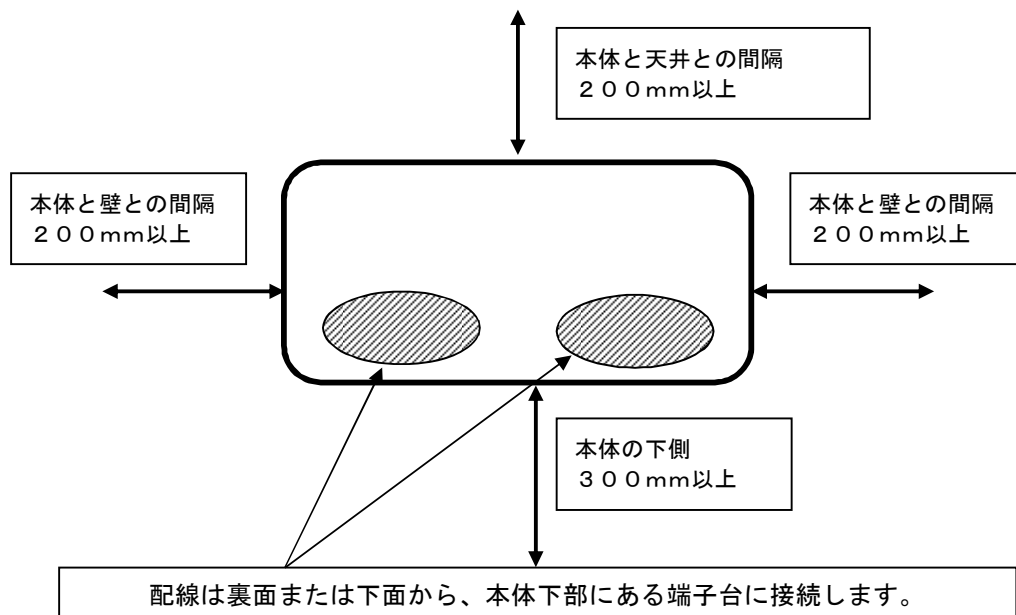 本体と天井との間隔
２００ｍｍ以上
本体と壁との間隔
２００ｍｍ以上
本体と壁との間隔
２００ｍｍ以上
本体の下側
３００ｍｍ以上
配線は裏面または下面から、本体下部にある端子台に接続します。